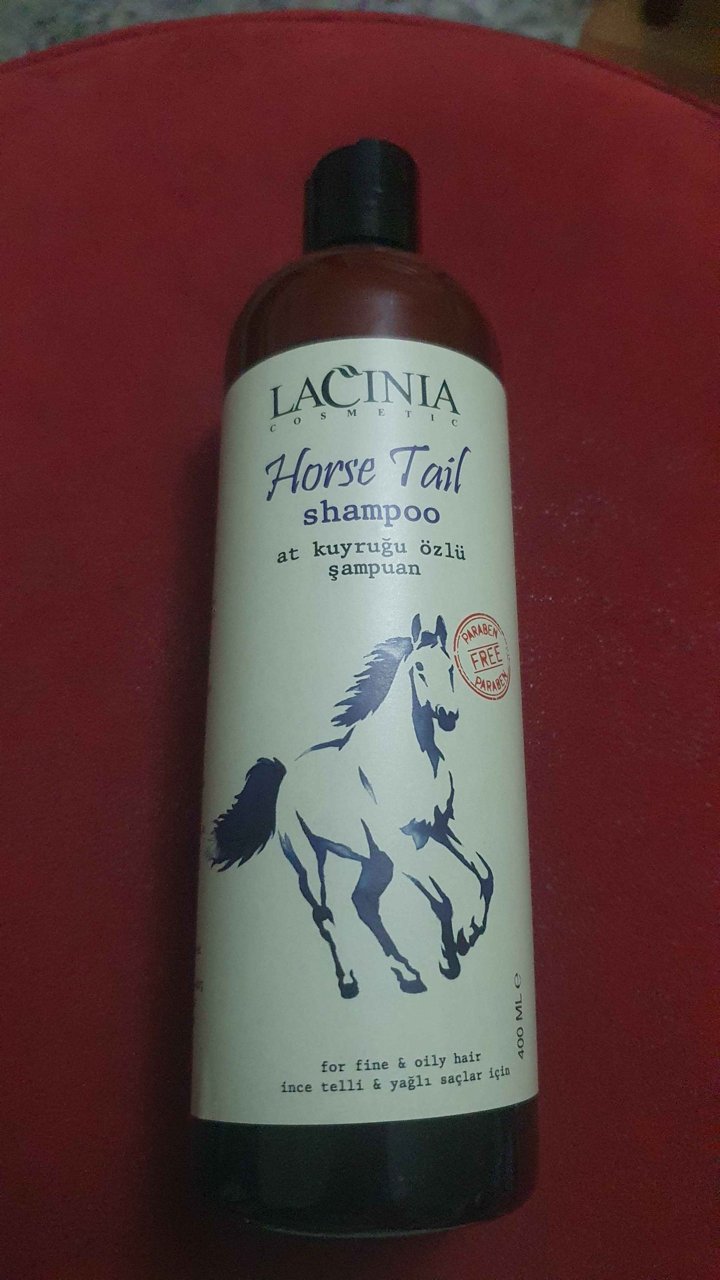 LACINIA
COSMETIC
Horse Tail
shampoo
at kuyruğu özlü
şampuan
PARABEN
FREE
PARABEN
400 ML ℮
for fine & oily hair
ince telli & yağlı saçlar için